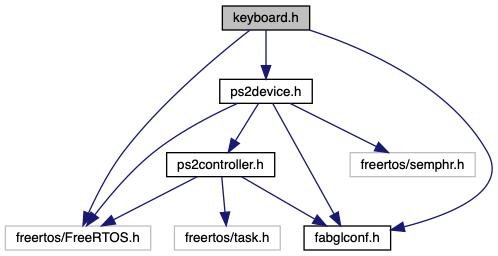 keyboard.h
ps2device.h
ps2controller.h
freertos/semphr.h
freertos/FreeRTOS.h
freertos/task.h
fabglconf.h